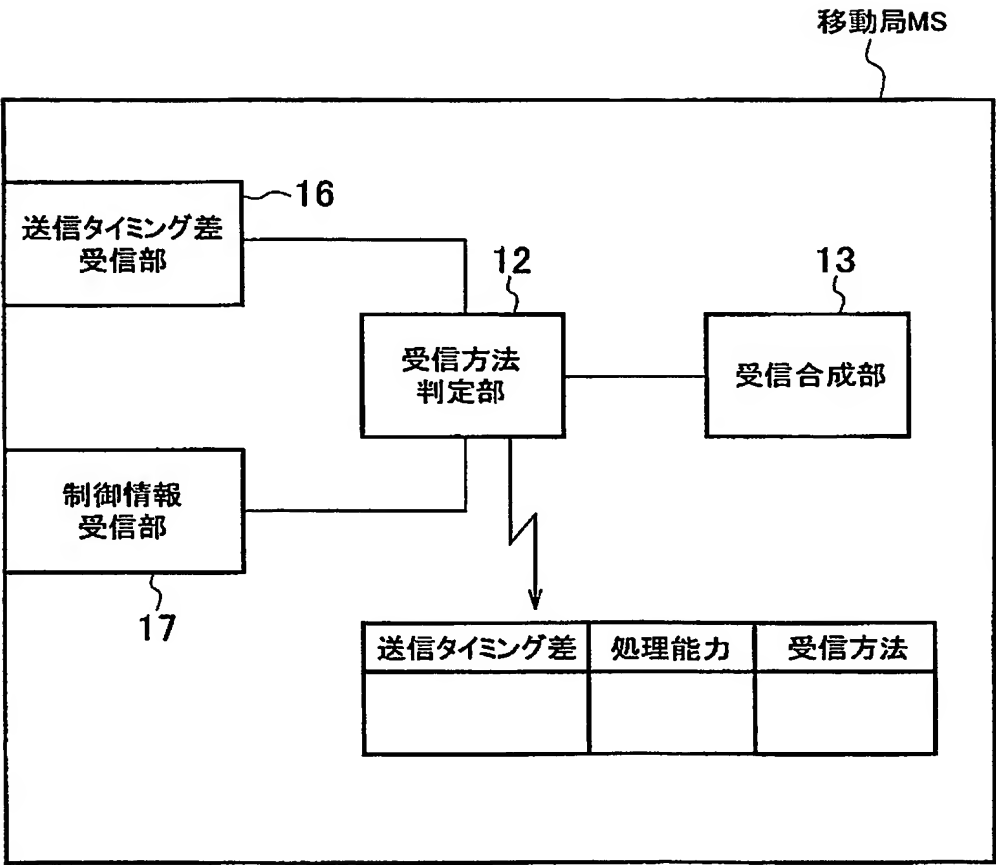 移動局MS
16
送信タイミング差
受信部
12
受信方法
判定部
13
受信合成部
制御情報
受信部
17
送信タイミング差 処理能力 受信方法